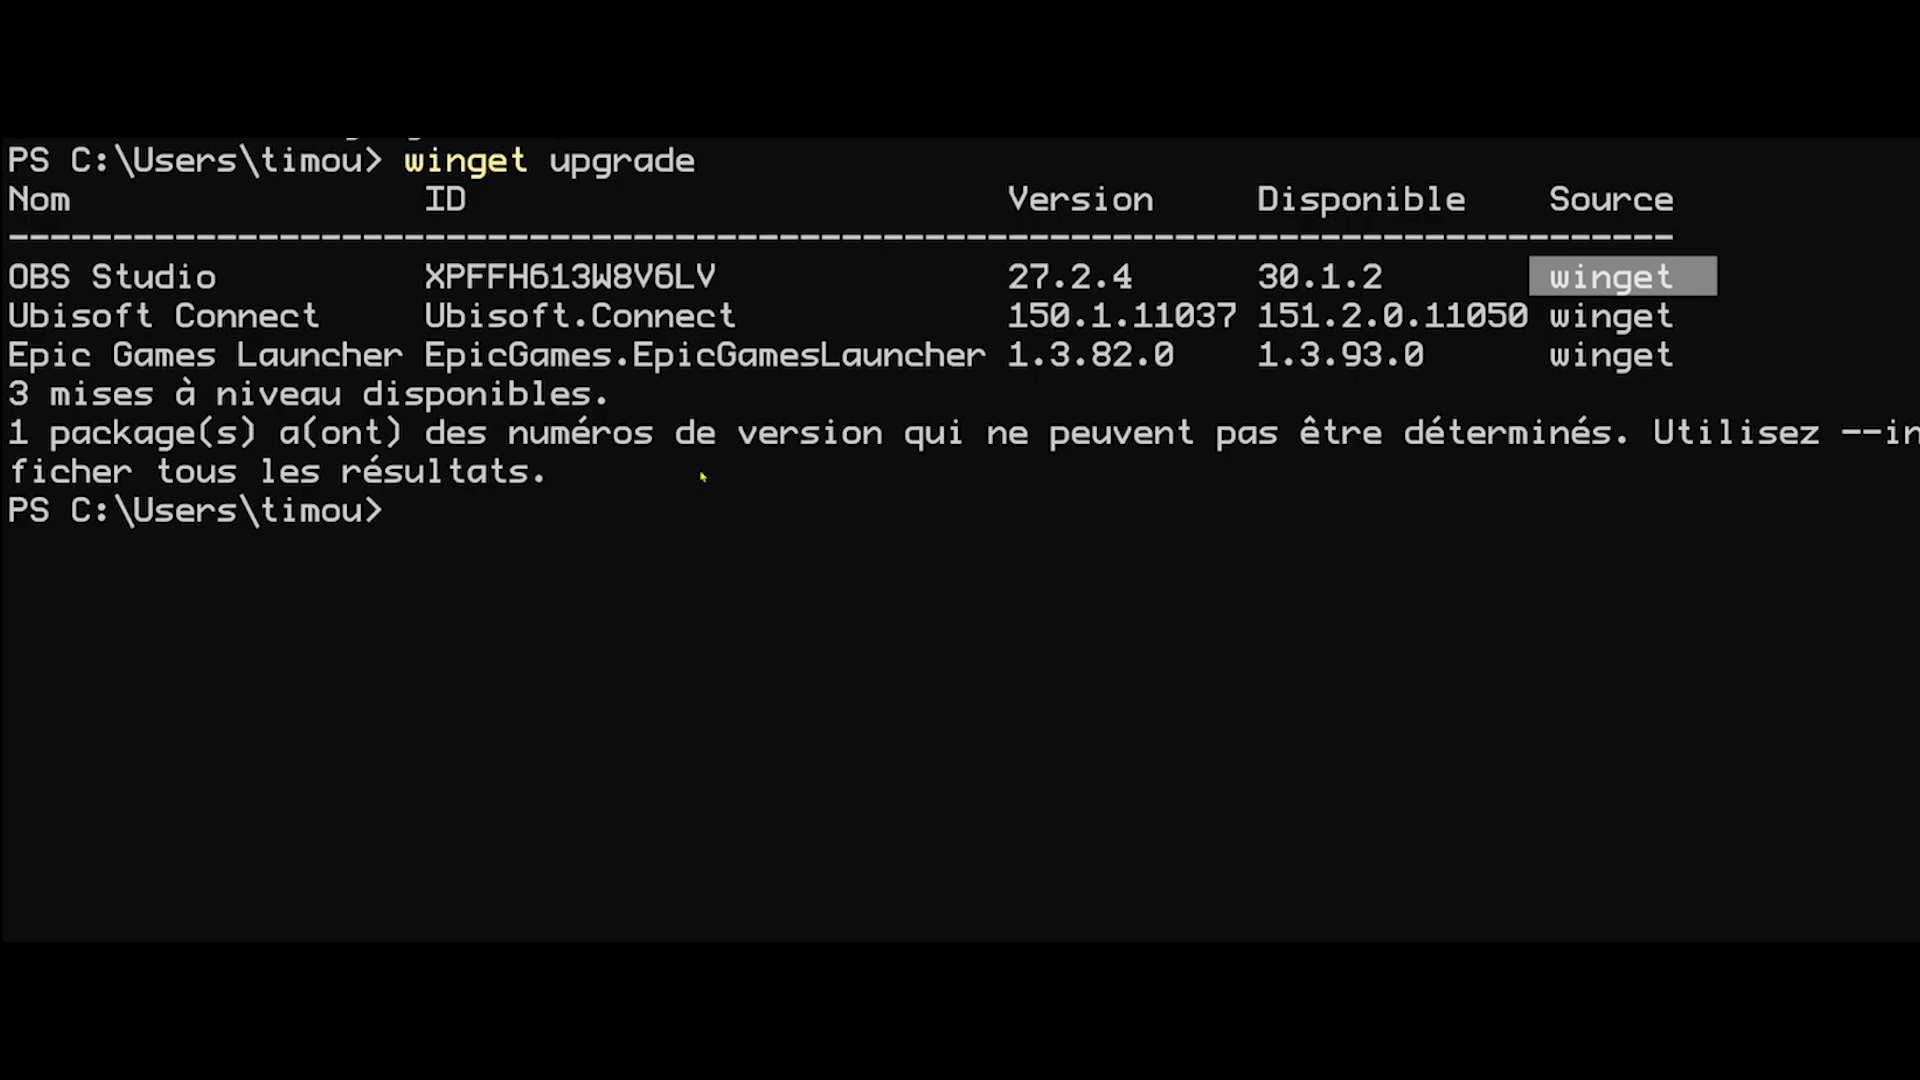 PS C:\Users\timou> winget upgrade
Nom ID Version Disponible Source
--------------------------------------------------------------------------------
OBS Studio XPFFH613W8V6LV 27.2.4 30.1.2 winget
Ubisoft Connect Ubisoft.Connect 150.1.11037 151.2.0.11050 winget
Epic Games Launcher EpicGames.EpicGamesLauncher 1.3.82.0 1.3.93.0 winget
3 mises à niveau disponibles.
1 package(s) a(ont) des numéros de version qui ne peuvent pas être déterminés. Utilisez --in
ficher tous les résultats.
PS C:\Users\timou>